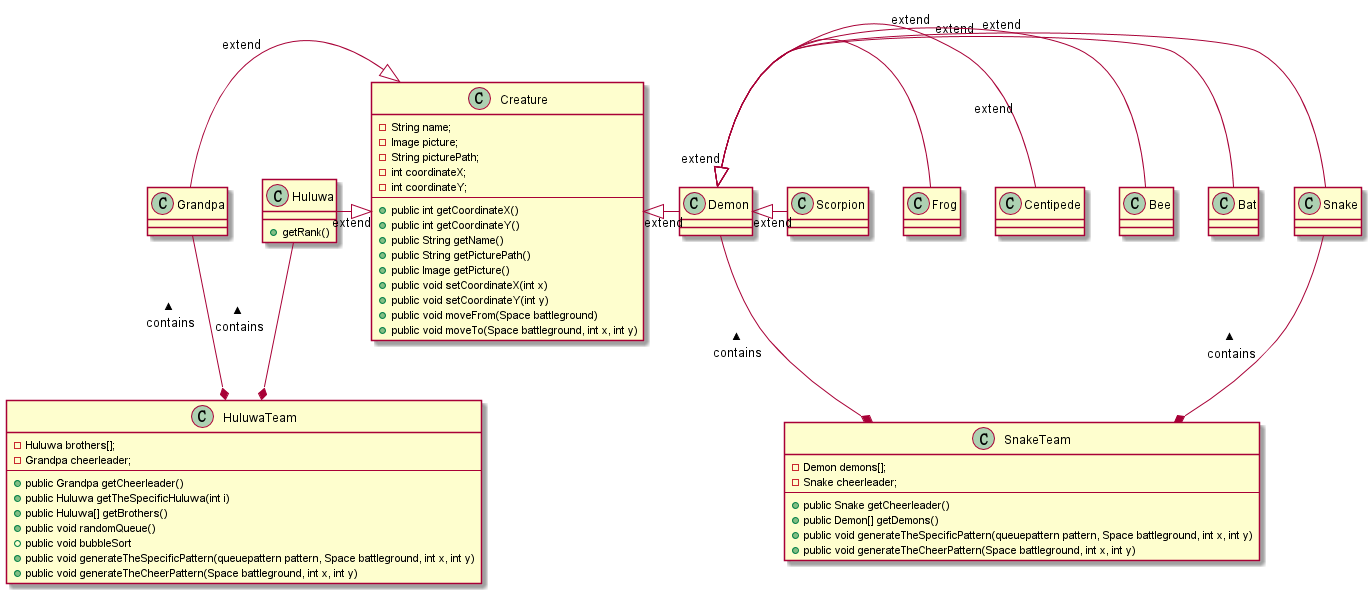 extend
extend
extend
extend
extend
extend
C Creature
String name;
Image picture;
String picturePath;
int coordinateX;
int coordinateY;
public int getCoordinateX()
public int getCoordinateY()
public String getName()
public String getPicturePath()
public Image getPicture()
public void setCoordinateX(int x)
public void setCoordinateY(int y)
public void moveFrom(Space battleground)
public void moveTo(Space battleground, int x, int y)
C Grandpa
C Huluwa
getRank()
extend
extend
C Demon
extend
C Scorpion
C Frog
C Centipede
C Bee
C Bat
C Snake
▲
contains
▲
contains
▲
contains
▲
contains
C HuluwaTeam
Huluwa brothers[];
Grandpa cheerleader;
public Grandpa getCheerleader()
public Huluwa getTheSpecificHuluwa(int i)
public Huluwa[] getBrothers()
public void randomQueue()
public void bubbleSort
public void generateTheSpecificPattern(queuepattern pattern, Space battleground, int x, int y)
public void generateTheCheerPattern(Space battleground, int x, int y)
C SnakeTeam
Demon demons[];
Snake cheerleader;
public Snake getCheerleader()
public Demon[] getDemons()
public void generateTheSpecificPattern(queuepattern pattern, Space battleground, int x, int y)
public void generateTheCheerPattern(Space battleground, int x, int y)